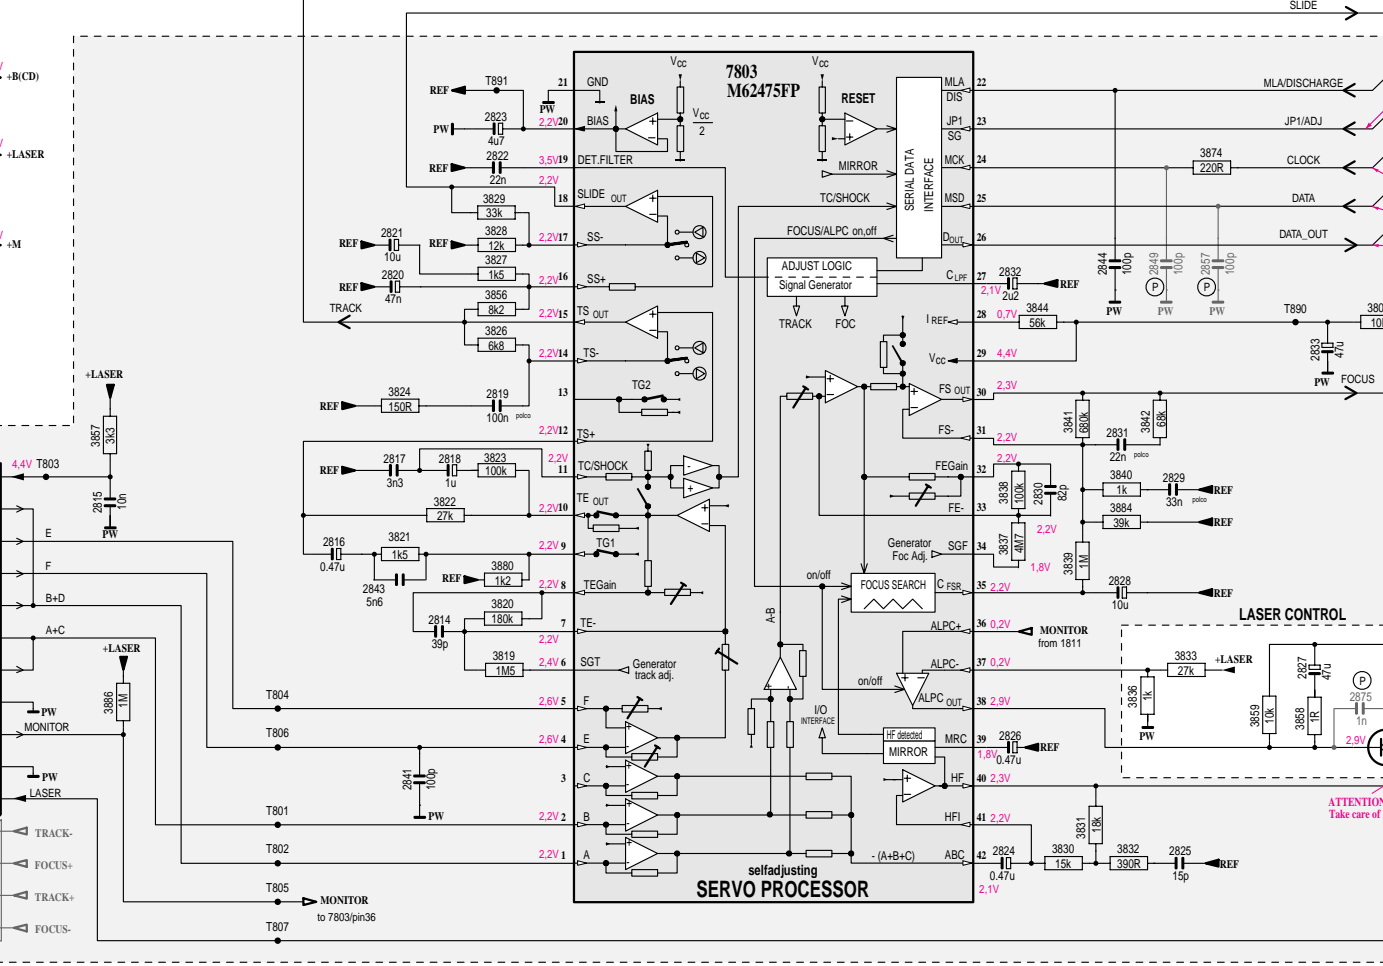 SLIDE
+B(CD)
+LASER
+M
7803
M62475FP
Vcc
Vcc
T891
21
GND
REF
PW
BIAS
RESET
Vcc
2
MLA
DIS
22
MLA/DISCHARGE
PW
2823
4u7
2,2V
20
BIAS
JP1
SG
23
JP1/ADJ
REF
2822
22n
3,5V
19
DET.FILTER
MIRROR
MCK
24
3874
220R
CLOCK
SERIAL DATA
INTERFACE
2,2V
18
SLIDE OUT
TC/SHOCK
MSD
25
DATA
3829
33k
REF
2821
10u
REF
3828
12k
2,2V
17
SS-
FOCUS/ALPC on,off
DOUT
26
DATA_OUT
3827
1k5
REF
2820
47n
2,2V
16
SS+
ADJUST LOGIC
Signal Generator
C LPF
27
2,1V
2832
2u2
REF
2844
100p
2849
100p
2857
100p
P
P
PW
PW
PW
TRACK
3856
8k2
2,2V
15
TS OUT
TRACK
FOC
I REF
28
0,7V
3844
56k
T890
380
10
3826
6k8
2,2V
14
TS-
Vcc
29
4,4V
2833
47u
PW
+LASER
REF
3824
150R
2819
100n
polco
13
TG2
FS OUT
30
2,3V
FOCUS
3857
3k3
2,2V
12
TS+
FS-
31
2,2V
3841
680k
2831
22n
polco
3842
68k
4,4V
T803
REF
2817
3n3
2818
1u
3823
100k
2,2V
11
TC/SHOCK
FEGain
32
2,2V
3838
100k
2830
82p
3840
1k
2829
33n
polco
REF
2815
10n
PW
3822
27k
2,2V
10
TE OUT
FE-
33
2,2V
3884
39k
REF
E
2816
0.47u
3821
1k5
2,2V
9
TG1
Generator
Foc Adj.
SGF
34
3837
4M7
1,8V
3839
1M
F
2843
5n6
REF
3880
1k2
2,2V
8
TEGain
on/off
FOCUS SEARCH
C FSR
35
2,2V
2828
10u
REF
B+D
2814
39p
3820
180k
A-B
LASER CONTROL
A+C
7
2,2V
TE-
ALPC+
36
0,2V
MONITOR
from 1811
+LASER
3819
1M5
2,4V
6
SGT
Generator
track adj.
ALPC-
37
0,2V
3833
27k
+LASER
2827
47u
3886
1M
on/off
3836
1k
PW
P
2875
1n
T804
2,6V
5
F
ALPC OUT
38
2,9V
3859
10k
3858
1R
PW
MONITOR
T806
2,6V
4
E
I/O
INTERFACE
HF detected
MIRROR
MRC
39
1,8V
2826
0.47u
REF
2,9V
PW
2841
100p
3
C
HF
40
2,3V
LASER
PW
ATTENTION
Take care of
T801
2,2V
2
B
HFI
41
2,2V
3831
18k
TRACK-
T802
2,2V
1
A
- (A+B+C)
ABC
42
2824
0.47u
3830
15k
3832
390R
2825
15p
REF
FOCUS+
selfadjusting
SERVO PROCESSOR
2,1V
T805
TRACK+
MONITOR
to 7803/pin36
FOCUS-
T807